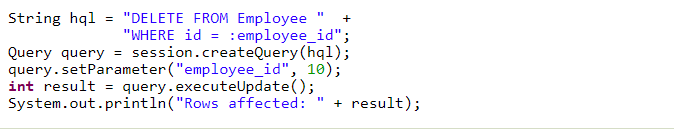 String hql = "DELETE FROM Employee "  +
"WHERE id = :employee_id";
Query query = session.createQuery(hql);
query.setParameter("employee_id", 10);
int result = query.executeUpdate();
System.out.println("Rows affected: " + result);